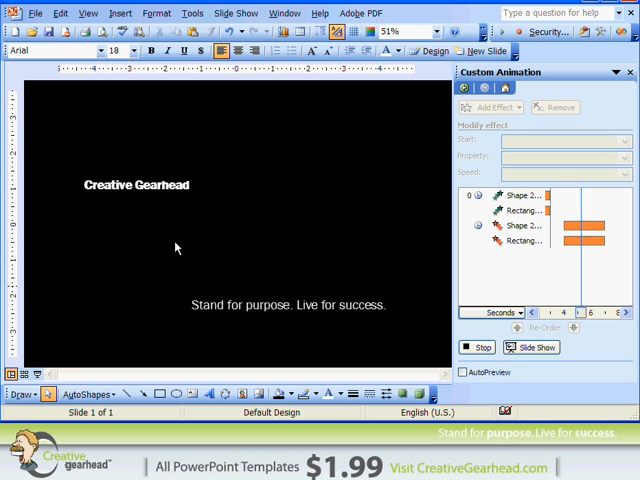 File Edit View Insert Format Tools Slide Show Window Help Adobe PDF Type a question for help
51% Security...
Arial 18 B I U S Design New Slide
Custom Animation
Add Effect Remove
Modify effect
Start:
Property:
Speed:
0 Shape 2...
Rectang...
Shape 2...
Rectang...
Seconds 4 6 8
Re-Order
Stop Slide Show
AutoPreview
Creative Gearhead
Stand for purpose. Live for success.
Draw AutoShapes
Slide 1 of 1 Default Design English (U.S.)
Stand for purpose. Live for success.
Creative gearhead™ All PowerPoint Templates $1.99 Visit CreativeGearhead.com